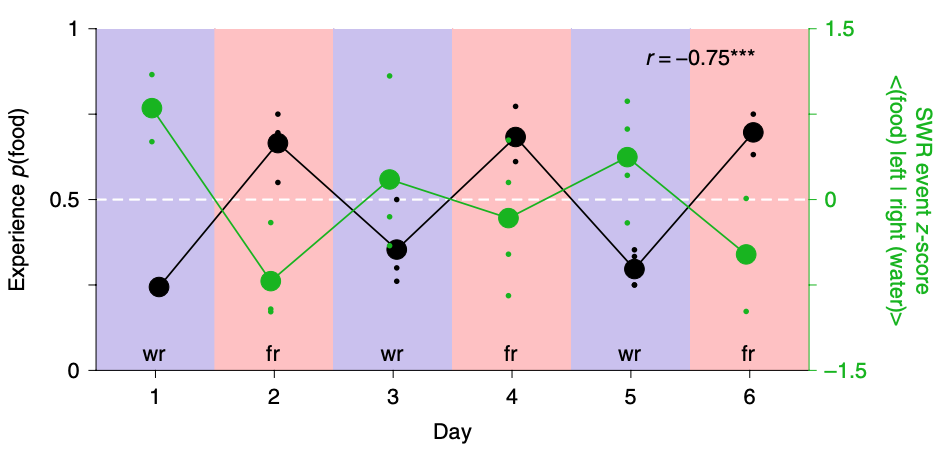 1
0.5
0
Experience p(food)
r = −0.75***
1.5
0
−1.5
SWR event z-score
<(food) left | right (water)>
wr
fr
wr
fr
wr
fr
1
2
3
4
5
6
Day